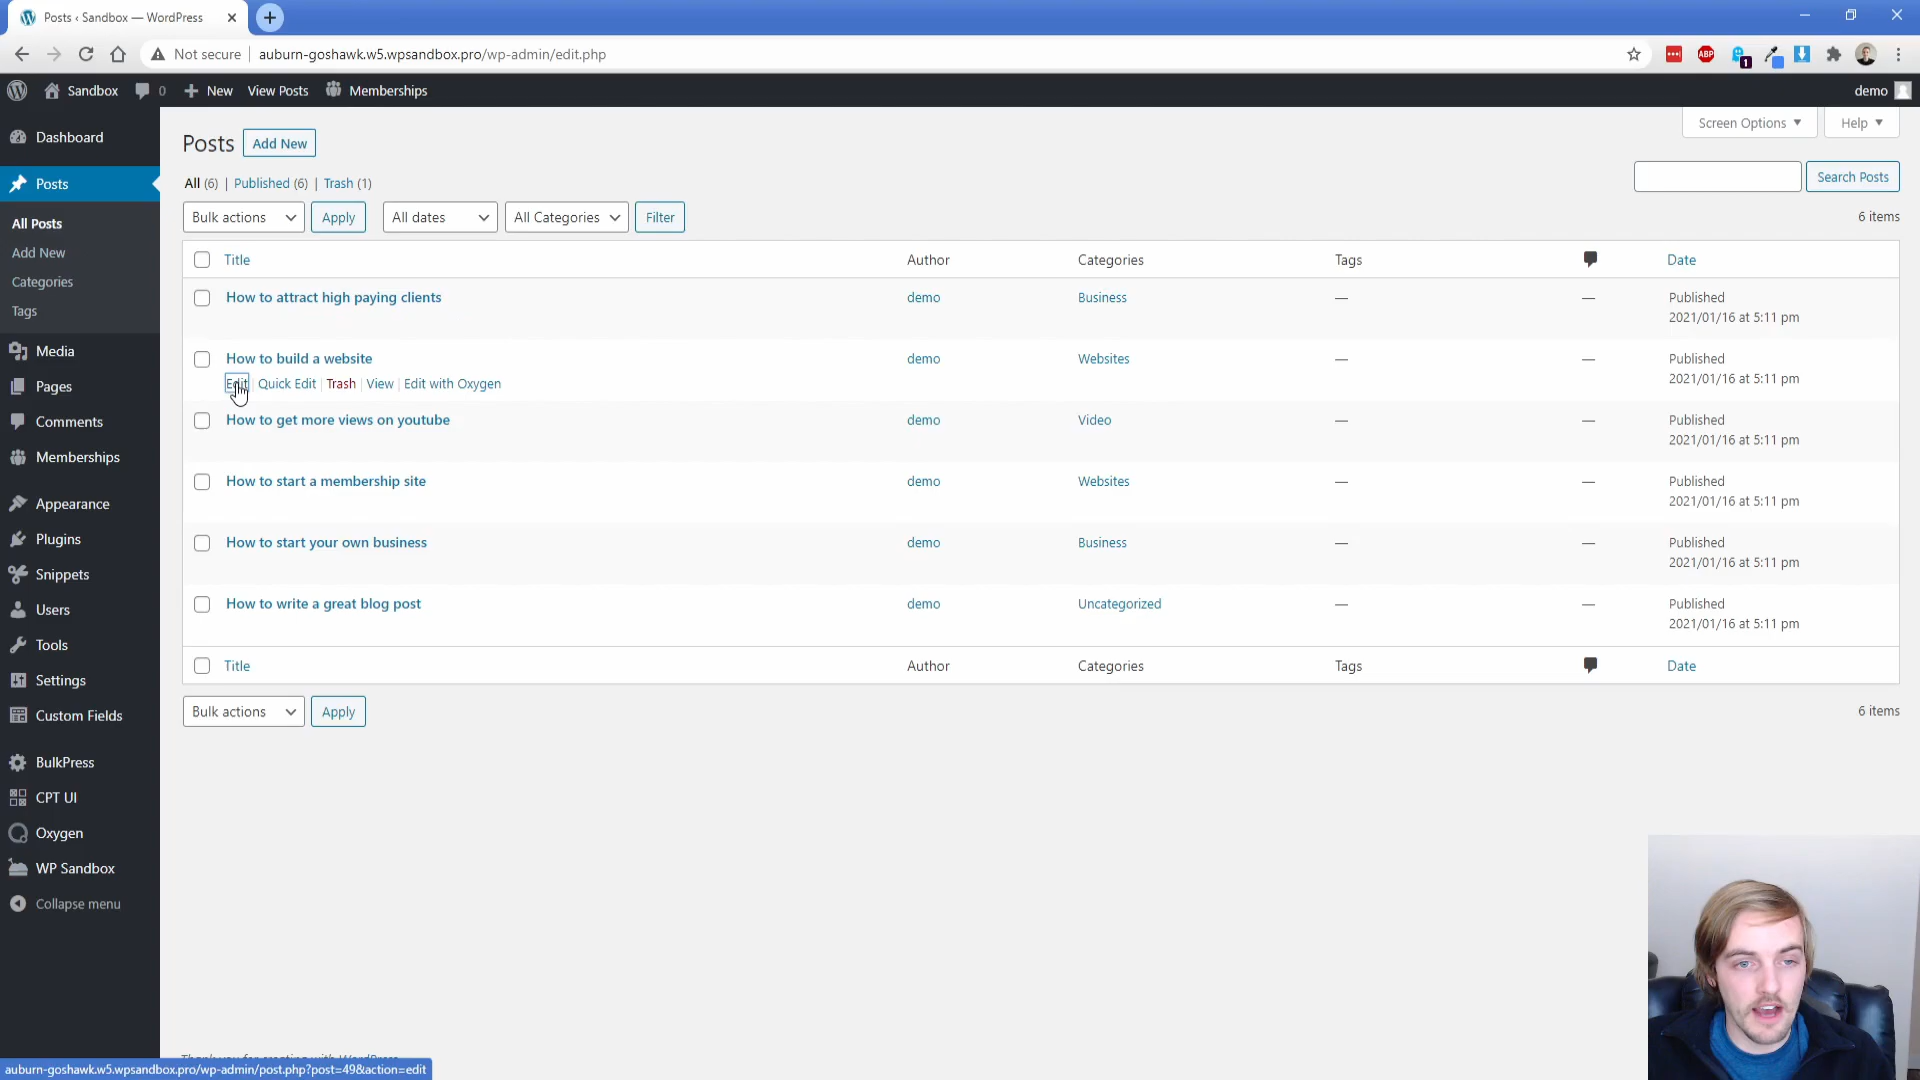 Posts ‹ Sandbox — WordPress
Not secure auburn-goshawk.w5.wpsandbox.pro/wp-admin/edit.php
ABP
1
Sandbox 0 New View Posts Memberships demo
Dashboard
Posts
All Posts
Add New
Categories
Tags
Media
Pages
Comments
Memberships
Appearance
Plugins
Snippets
Users
Tools
Settings
Custom Fields
BulkPress
CPT UI
Oxygen
WP Sandbox
Collapse menu
Screen Options Help
Posts Add New
All (6) | Published (6) | Trash (1)
Search Posts
Bulk actions Apply All dates All Categories Filter
6 items
Title Author Categories Tags Date
How to attract high paying clients demo Business — — Published
2021/01/16 at 5:11 pm
How to build a website demo Websites — — Published
2021/01/16 at 5:11 pm
Edit | Quick Edit | Trash | View | Edit with Oxygen
How to get more views on youtube demo Video — — Published
2021/01/16 at 5:11 pm
How to start a membership site demo Websites — — Published
2021/01/16 at 5:11 pm
How to start your own business demo Business — — Published
2021/01/16 at 5:11 pm
How to write a great blog post demo Uncategorized — — Published
2021/01/16 at 5:11 pm
Title Author Categories Tags Date
Bulk actions Apply
6 items
Thank you for creating with WordPress.
auburn-goshawk.w5.wpsandbox.pro/wp-admin/post.php?post=49&action=edit